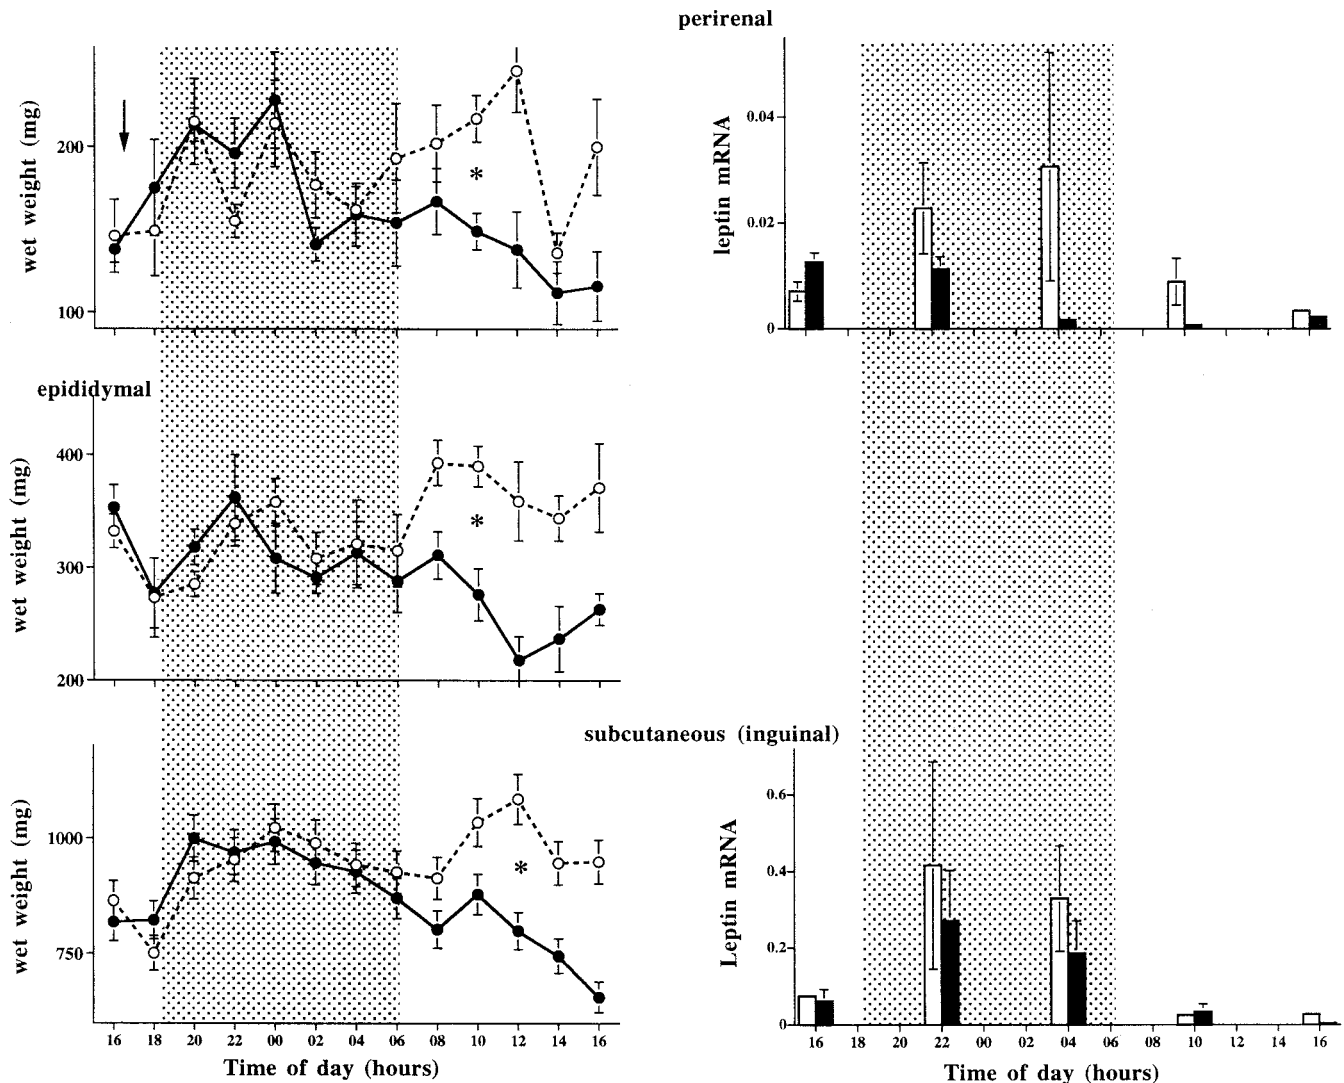 perirenal
wet weight (mg)
200
100
leptin mRNA
0.04
0.02
0
epididymal
wet weight (mg)
400
300
200
*
*
subcutaneous (inguinal)
wet weight (mg)
1000
750
*
16 18 20 22 00 02 04 06 08 10 12 14 16
Time of day (hours)
Leptin mRNA
0.6
0.4
0.2
0
16 18 20 22 00 02 04 06 08 10 12 14 16
Time of day (hours)